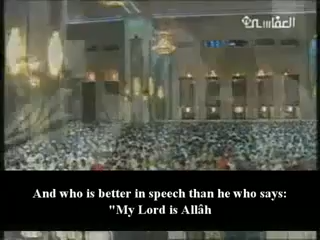 العفاسي
And who is better in speech than he who says:
"My Lord is Allâh